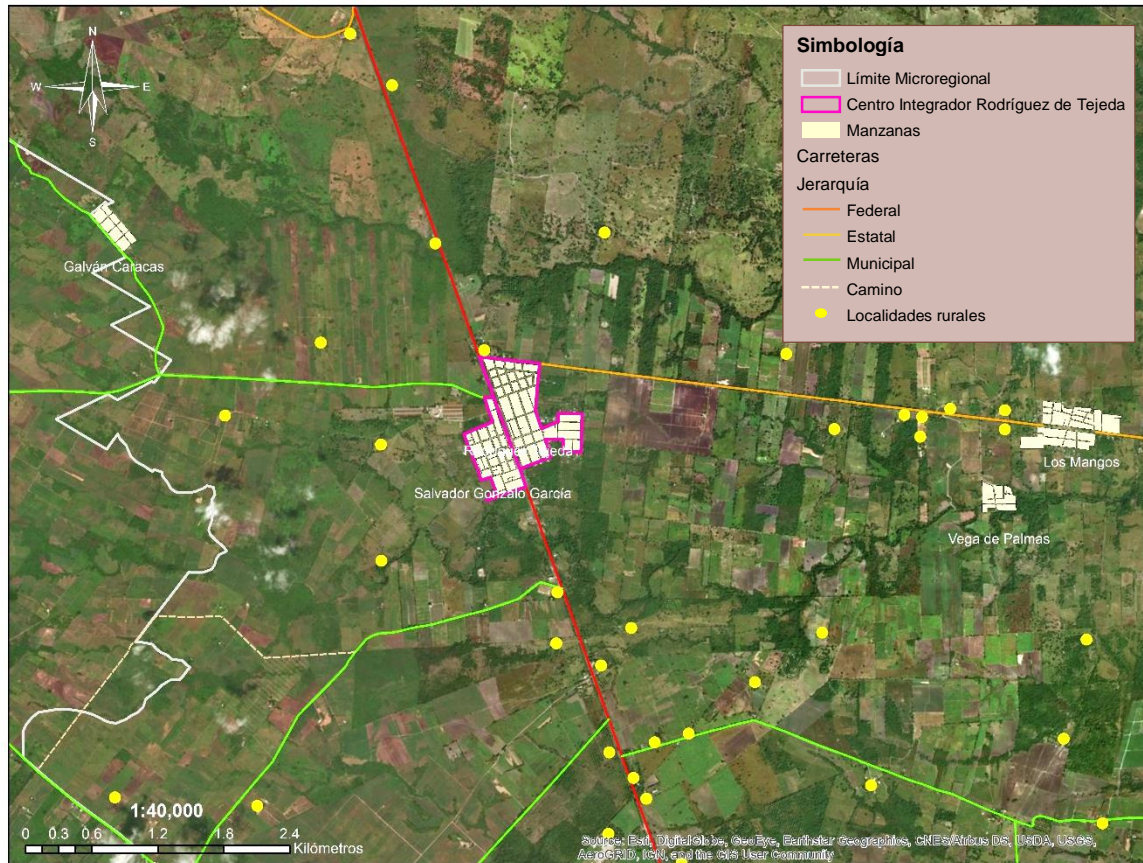 N
W E
S
Simbología
Límite Microregional
Centro Integrador Rodríguez de Tejeda
Manzanas
Carreteras
Jerarquía
Federal
Estatal
Municipal
Camino
Localidades rurales
Galván Caracas
Salvador Gonzalo García
Los Mangos
Vega de Palmas
1:40,000
0 0.3 0.6 1.2 1.8 2.4
Kilómetros
Source: Esri, DigitalGlobe, GeoEye, Earthstar Geographics, CNES/Airbus DS, USDA, USGS,
AeroGRID, IGN, and the GIS User Community